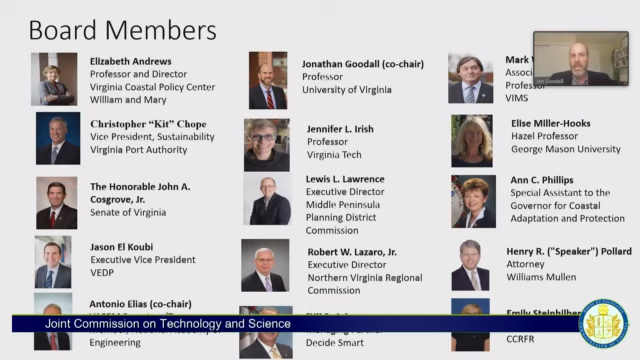 Board Members
Elizabeth Andrews
Professor and Director
Virginia Coastal Policy Center
William and Mary
Jonathan Goodall (co-chair)
Professor
University of Virginia
Mark
Associ
Profess
VIMS
Jon Goodall
Christopher “Kit” Chope
Vice President, Sustainability
Virginia Port Authority
Jennifer L. Irish
Professor
Virginia Tech
Elise Miller-Hooks
Hazel Professor
George Mason University
The Honorable John A.
Cosgrove, Jr.
Senate of Virginia
Lewis L. Lawrence
Executive Director
Middle Peninsula
Planning District
Commission
Ann C. Phillips
Special Assistant to the
Governor for Coastal
Adaptation and Protection
Jason El Koubi
Executive Vice President
VEDP
Robert W. Lazaro, Jr.
Executive Director
Northern Virginia Regional
Commission
Henry R. ("Speaker") Pollard
Attorney
Williams Mullen
Antonio Elias (co-chair)
Engineering
Decide Smart
Emily Steinhilber
CCRFR
Joint Commission on Technology and Science